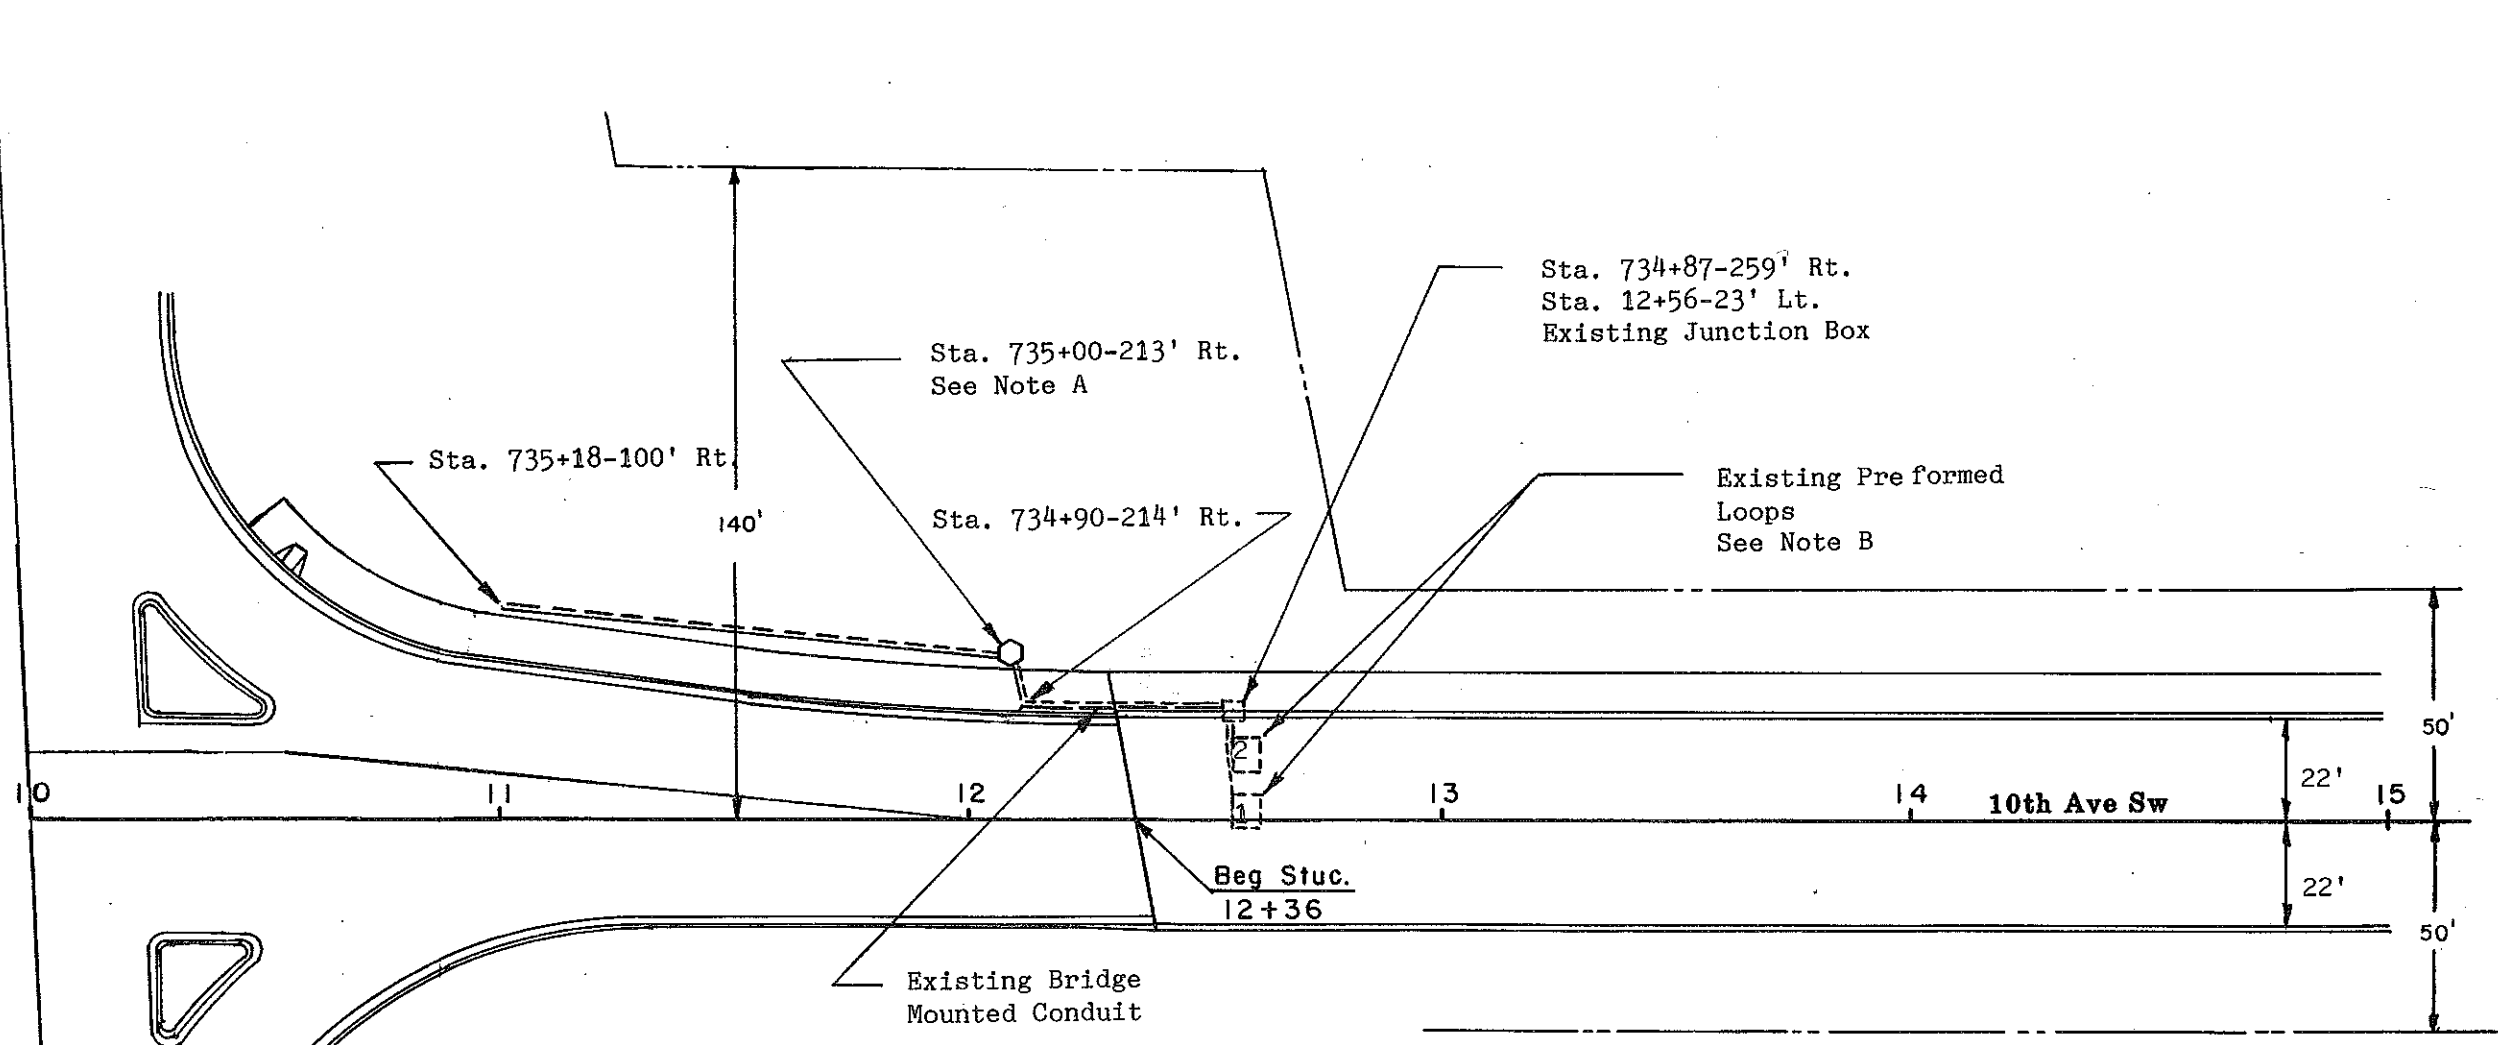 Sta. 734+87-259' Rt.
Sta. 12+56-23' Lt.
Existing Junction Box
Sta. 735+00-213' Rt.
See Note A
Sta. 735+18-100' Rt.
140'
Sta. 734+90-214' Rt.
Existing Preformed
Loops
See Note B
50'
2
22'
10
11
12
13
14
10th Ave Sw
15
1
Beg Stuc.
12+36
22'
50'
Existing Bridge
Mounted Conduit